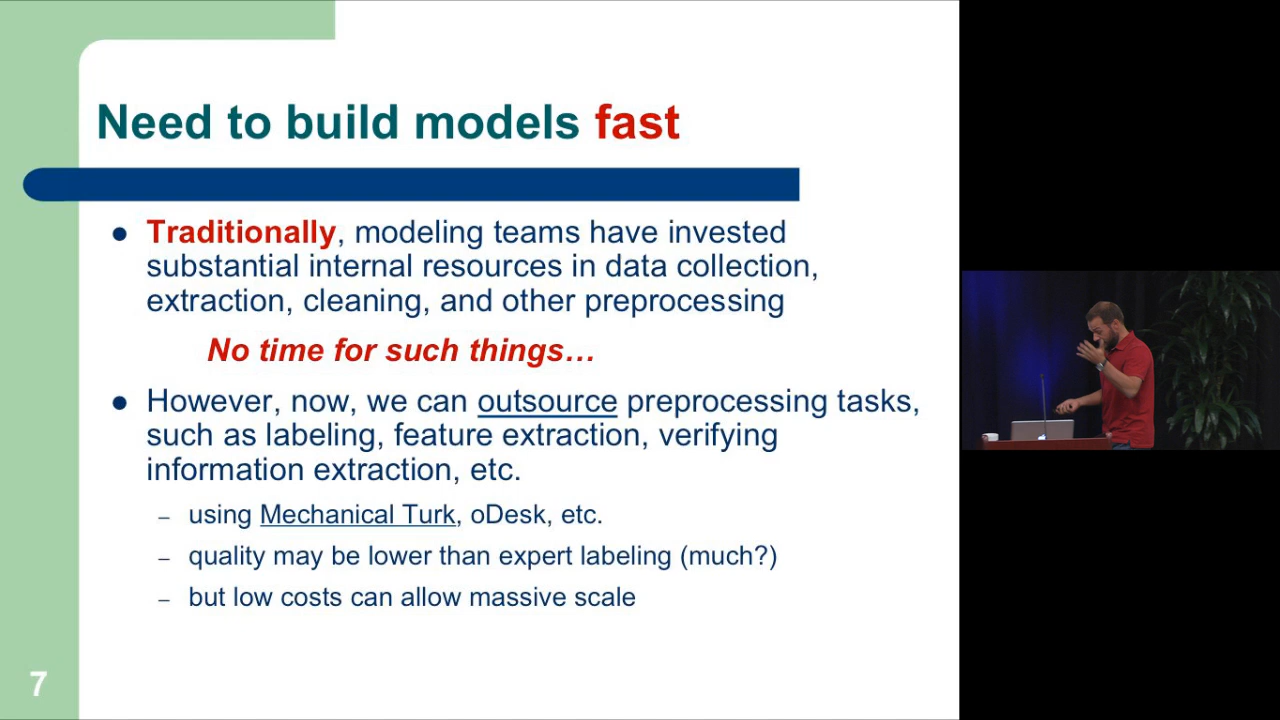 Need to build models fast
● Traditionally, modeling teams have invested
substantial internal resources in data collection,
extraction, cleaning, and other preprocessing
No time for such things…
● However, now, we can outsource preprocessing tasks,
such as labeling, feature extraction, verifying
information extraction, etc.
– using Mechanical Turk, oDesk, etc.
– quality may be lower than expert labeling (much?)
– but low costs can allow massive scale
7